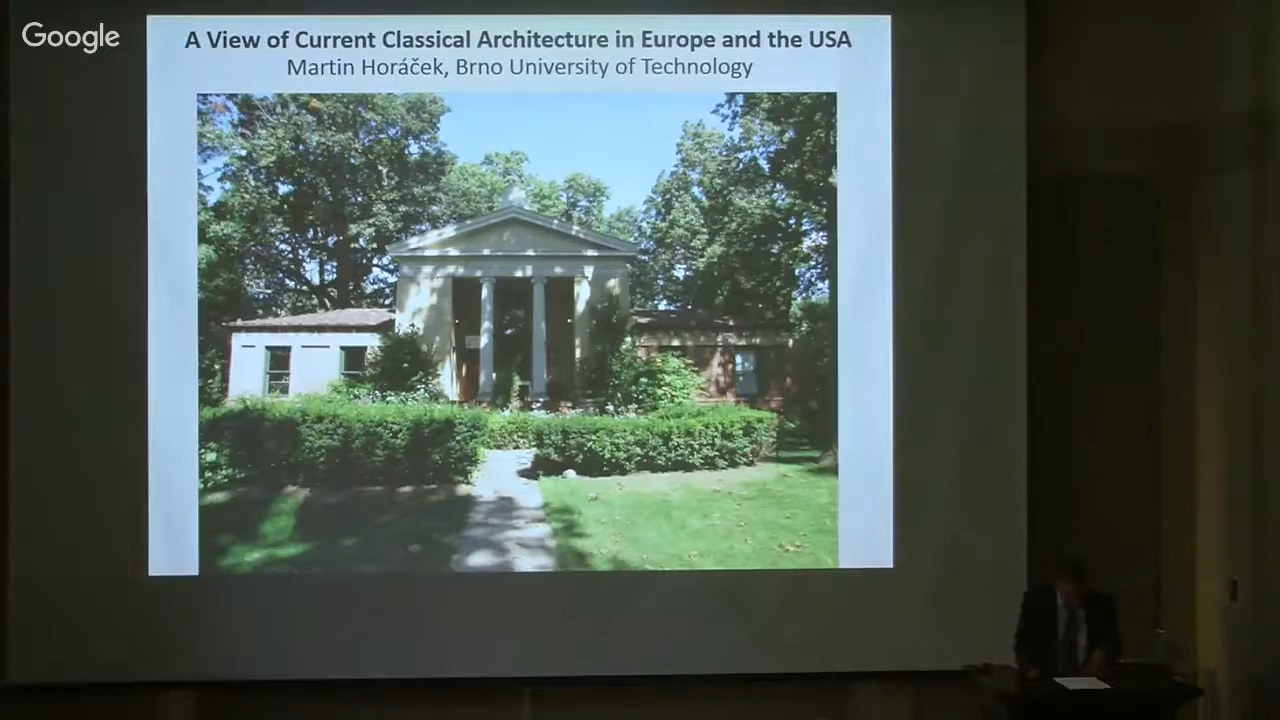 Google
A View of Current Classical Architecture in Europe and the USA
Martin Horáček, Brno University of Technology